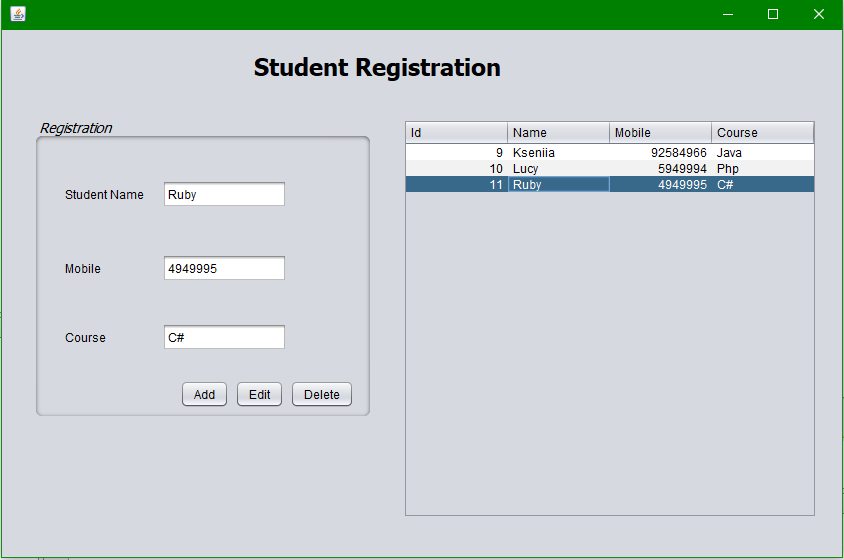 Student Registration
Registration
Student Name Ruby
Mobile 4949995
Course C#
Add Edit Delete
Id Name Mobile Course
9 Kseniia 92584966 Java
10 Lucy 5949994 Php
11 Ruby 4949995 C#